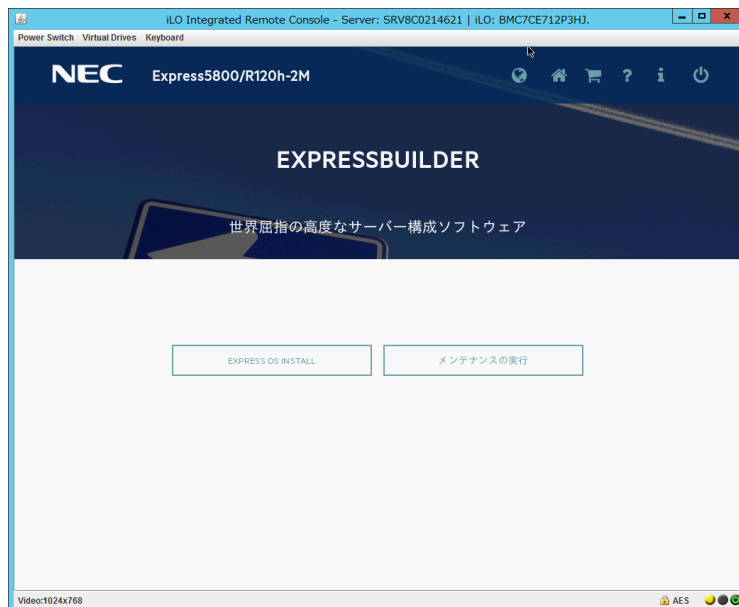 iLO Integrated Remote Console - Server: SRV8C0214621 | iLO: BMC7CE712P3HJ.
Power Switch Virtual Drives Keyboard
NEC Express5800/R120h-2M
EXPRESSBUILDER
世界屈指の高度なサーバー構成ソフトウェア
EXPRESS OS INSTALL メンテナンスの実行
Video:1024x768 AES